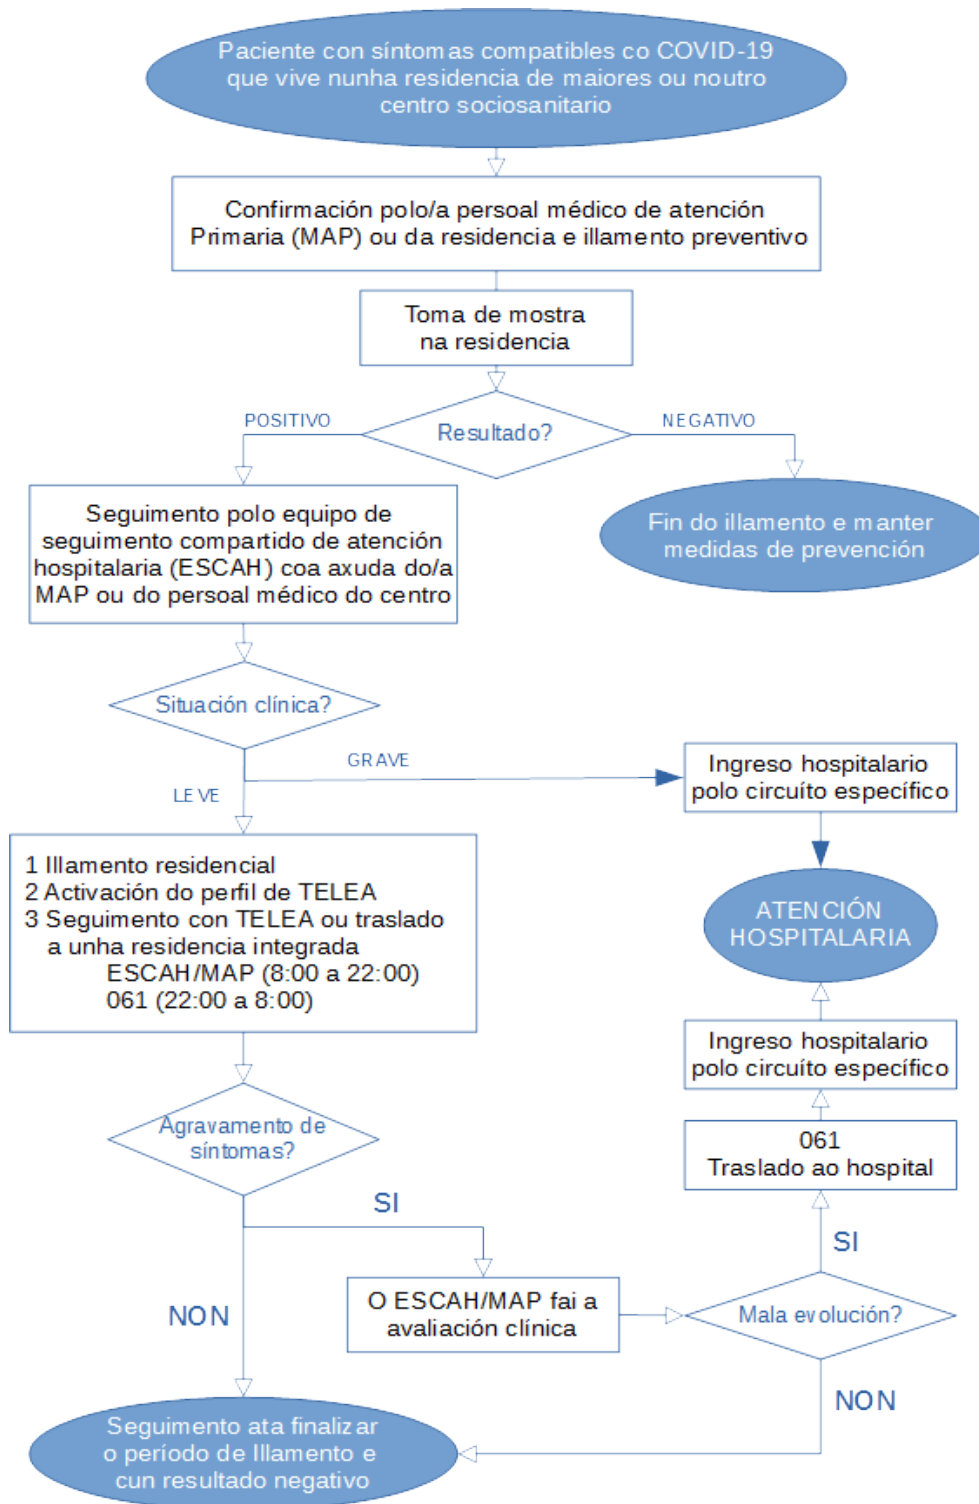 Paciente con síntomas compatibles co COVID-19
que vive nunha residencia de maiores ou noutro
centro sociosanitario
Confirmación polo/a persoal médico de atención
Primaria (MAP) ou da residencia e illamento preventivo
Toma de mostra
na residencia
POSITIVO
Resultado?
NEGATIVO
Seguimento polo equipo de
seguimento compartido de atención
hospitalaria (ESCAH) coa axuda do/a
MAP ou do persoal médico do centro
Fin do illamento e manter
medidas de prevención
Situación clínica?
GRAVE
LEVE
Ingreso hospitalario
polo circuíto específico
1 Illamento residencial
2 Activación do perfil de TELEA
3 Seguimento con TELEA ou traslado
a unha residencia integrada
ESCAH/MAP (8:00 a 22:00)
061 (22:00 a 8:00)
ATENCIÓN
HOSPITALARIA
Ingreso hospitalario
polo circuíto específico
Agravamento de
síntomas?
061
Traslado ao hospital
SI
SI
NON
O ESCAH/MAP fai a
avaliación clínica
Mala evolución?
NON
Seguimento ata finalizar
o período de Illamento e
cun resultado negativo